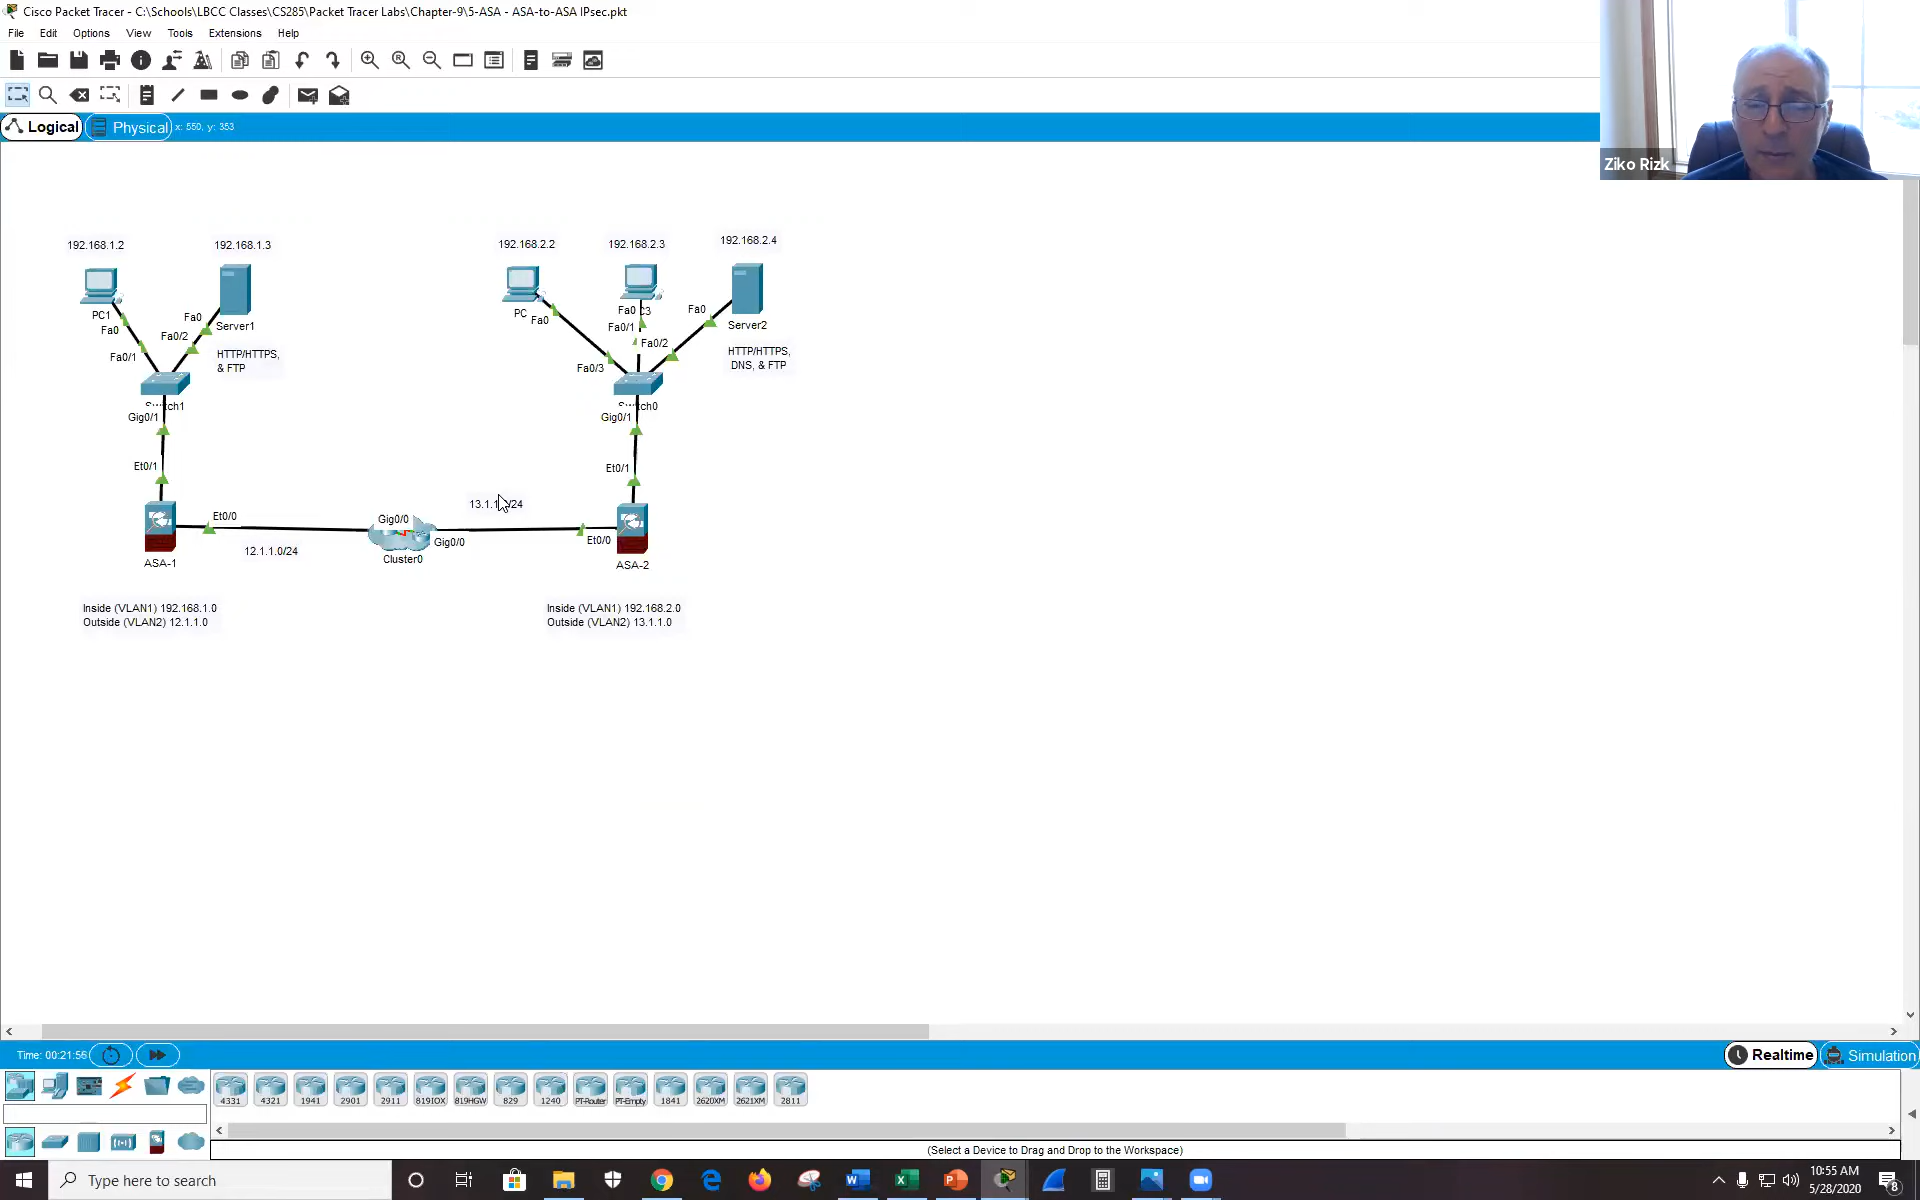 Cisco Packet Tracer - C:\Schools\LBCC Classes\CS285\Packet Tracer Labs\Chapter-9\5-ASA - ASA-to-ASA IPsec.pkt
File Edit Options View Tools Extensions Help
Logical Physical x: 550, y: 353
Ziko Rizk
192.168.1.2 192.168.1.3 192.168.2.2 192.168.2.3 192.168.2.4
PC1 Fa0 Fa0 Server1
Fa0/1 Fa0/2
HTTP/HTTPS,
& FTP
PC Fa0 Fa0 C3 Fa0 Server2
Fa0/1
Fa0/2
Fa0/3
HTTP/HTTPS,
DNS, & FTP
Gig0/1 Gig0/1
Et0/1 Et0/1
Et0/0 Gig0/0 Gig0/0 Et0/0
12.1.1.0/24 /24
ASA-1 Cluster0 ASA-2
Inside (VLAN1) 192.168.1.0
Outside (VLAN2) 12.1.1.0
Inside (VLAN1) 192.168.2.0
Outside (VLAN2) 13.1.1.0
Time: 00:21:56 Realtime Simulation
4331 4321 1941 2901 2911 819IOX 819HGW 829 1240 PT-Router PT-Empty 1841 2620XM 2621XM 2811
(Select a Device to Drag and Drop to the Workspace)
Type here to search
10:55 AM
5/28/2020
8